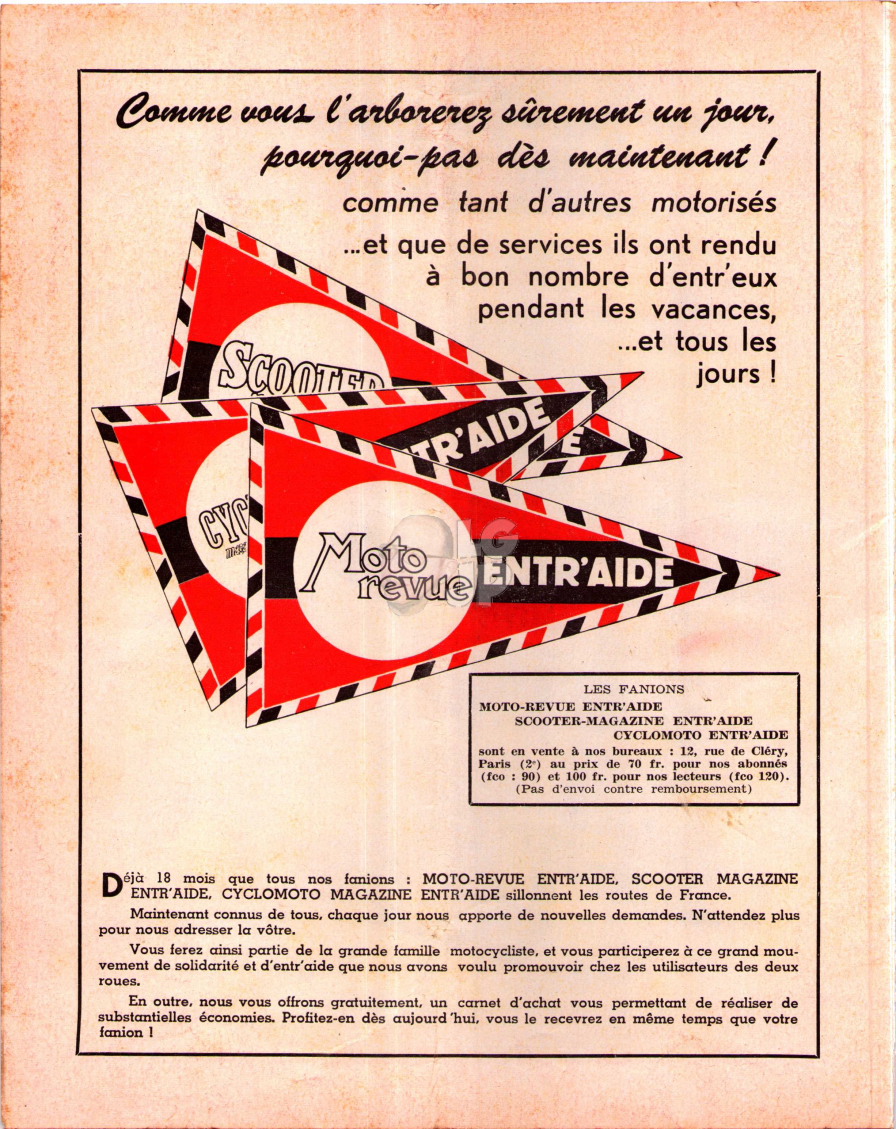 Comme vous l'arborerez sûrement un jour,
pourquoi-pas dès maintenant !
comme tant d'autres motorisés
...et que de services ils ont rendu
à bon nombre d'entr'eux
pendant les vacances,
...et tous les
jours !
SCOOTER
E
TR'AIDE
CYC
Moto
revue
ENTR'AIDE
LES FANIONS
MOTO-REVUE ENTR'AIDE
SCOOTER-MAGAZINE ENTR'AIDE
CYCLOMOTO ENTR'AIDE
sont en vente à nos bureaux : 12, rue de Cléry,
Paris (2e) au prix de 70 fr. pour nos abonnés
(fco : 90) et 100 fr. pour nos lecteurs (fco 120).
(Pas d'envoi contre remboursement)
Déjà 18 mois que tous nos fanions : MOTO-REVUE ENTR'AIDE, SCOOTER MAGAZINE
ENTR'AIDE, CYCLOMOTO MAGAZINE ENTR'AIDE sillonnent les routes de France.
Maintenant connus de tous, chaque jour nous apporte de nouvelles demandes. N'attendez plus
pour nous adresser la vôtre.
Vous ferez ainsi partie de la grande famille motocycliste, et vous participerez à ce grand mou-
vement de solidarité et d'entr'aide que nous avons voulu promouvoir chez les utilisateurs des deux
roues.
En outre, nous vous offrons gratuitement, un carnet d'achat vous permettant de réaliser de
substantielles économies. Profitez-en dès aujourd'hui, vous le recevrez en même temps que votre
fanion !